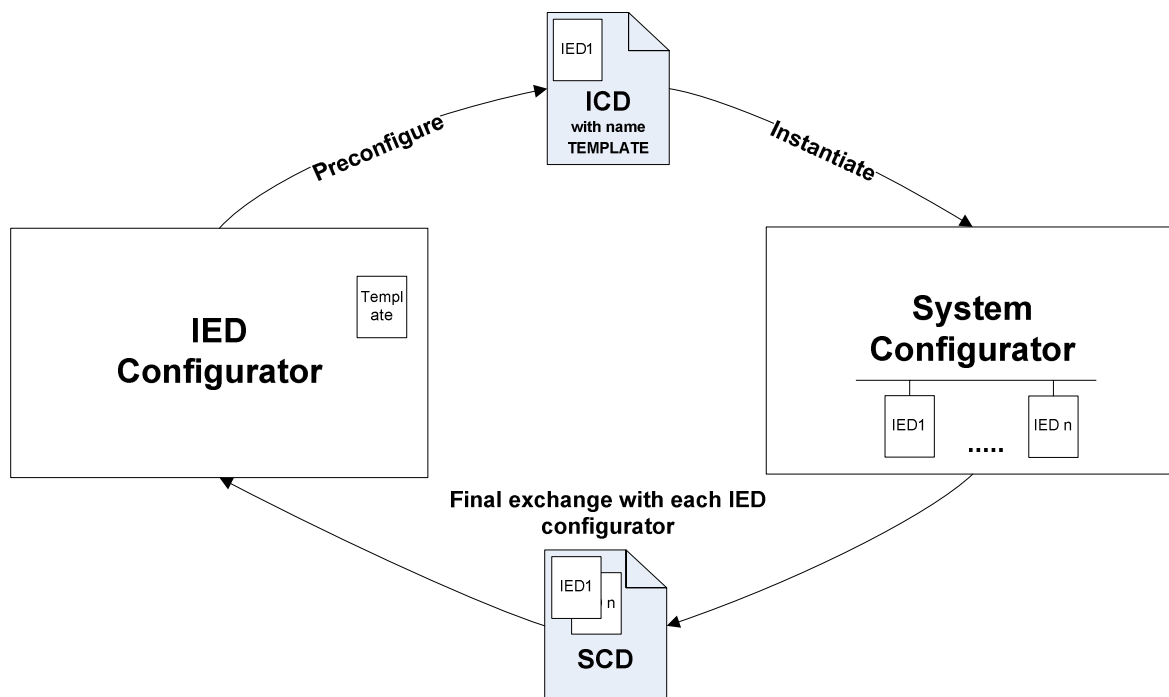 IED1
ICD
with name
TEMPLATE
Preconfigure
Instantiate
IED
Configurator
Templ
ate
System
Configurator
IED1
.....
IED n
Final exchange with each IED
configurator
IED1
n
SCD